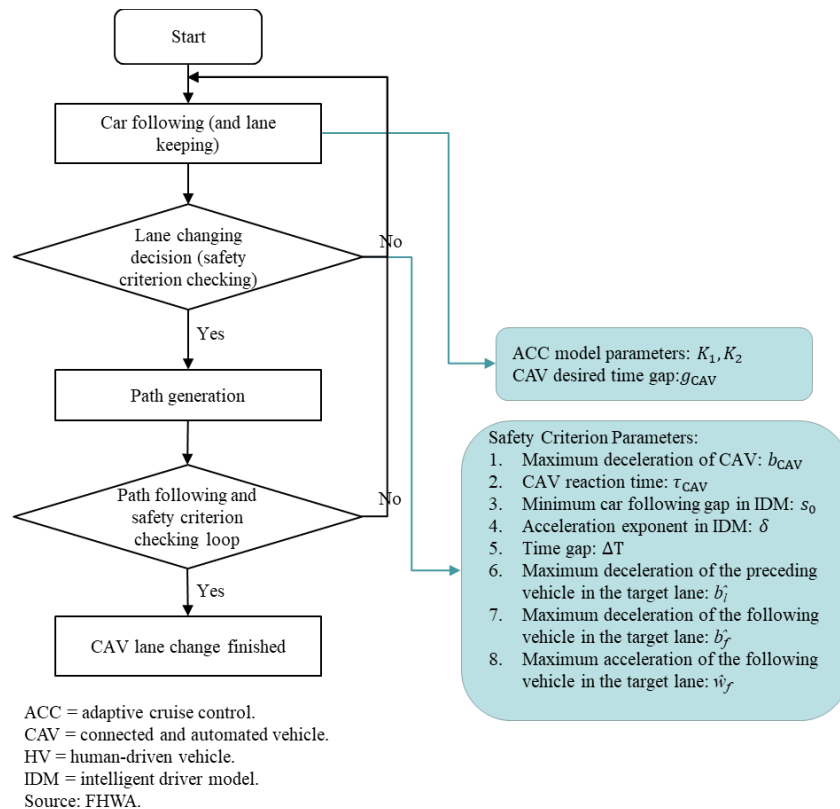 Start
Car following (and lane
keeping)
Lane changing
decision (safety
criterion checking)
No
Yes
Path generation
Path following and
safety criterion
checking loop
No
Yes
CAV lane change finished
ACC model parameters: K₁, K₂
CAV desired time gap:g_CAV
Safety Criterion Parameters:
1. Maximum deceleration of CAV: b_CAV
2. CAV reaction time: τ_CAV
3. Minimum car following gap in IDM: s₀
4. Acceleration exponent in IDM: δ
5. Time gap: ΔT
6. Maximum deceleration of the preceding
vehicle in the target lane: b̂_l
7. Maximum deceleration of the following
vehicle in the target lane: b̂_f
8. Maximum acceleration of the following
vehicle in the target lane: ŵ_f
ACC = adaptive cruise control.
CAV = connected and automated vehicle.
HV = human-driven vehicle.
IDM = intelligent driver model.
Source: FHWA.